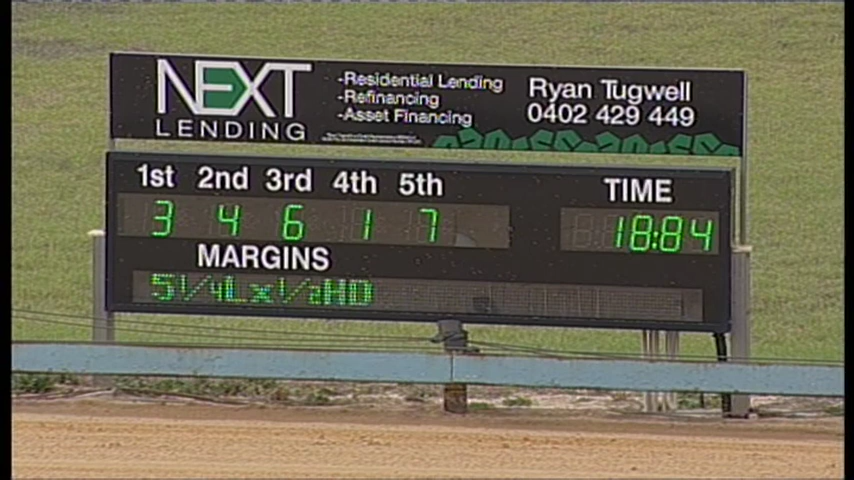 NEXT
LENDING
-Residential Lending
-Refinancing
-Asset Financing
Ryan Tugwell
0402 429 449
1st 2nd 3rd 4th 5th
3 4 6 1 7
TIME
18:84
MARGINS
5 1/4L x 1/2HD